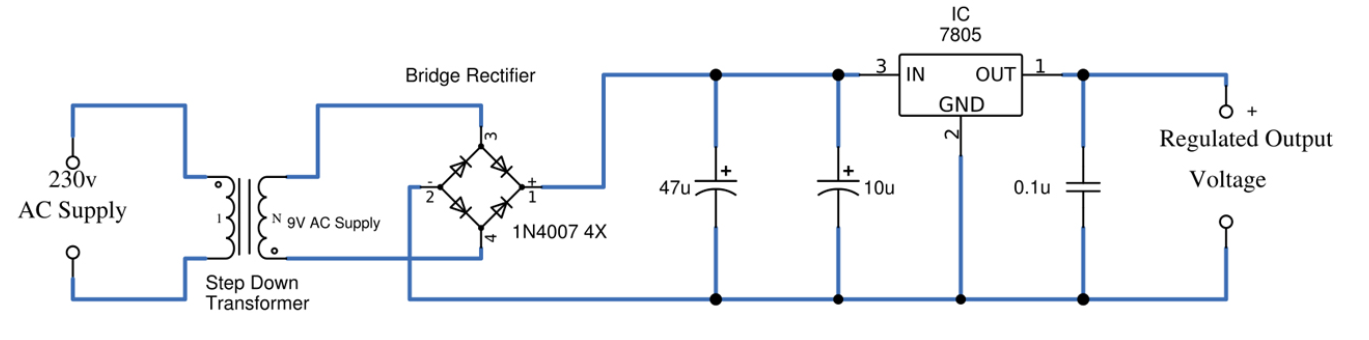 IC
7805
Bridge Rectifier
3
IN
OUT
1
GND
2
3
230v
AC Supply
1
N
9V AC Supply
-
2
+
1
4
1N4007 4X
Step Down
Transformer
+
47u
+
10u
0.1u
+
Regulated Output
Voltage